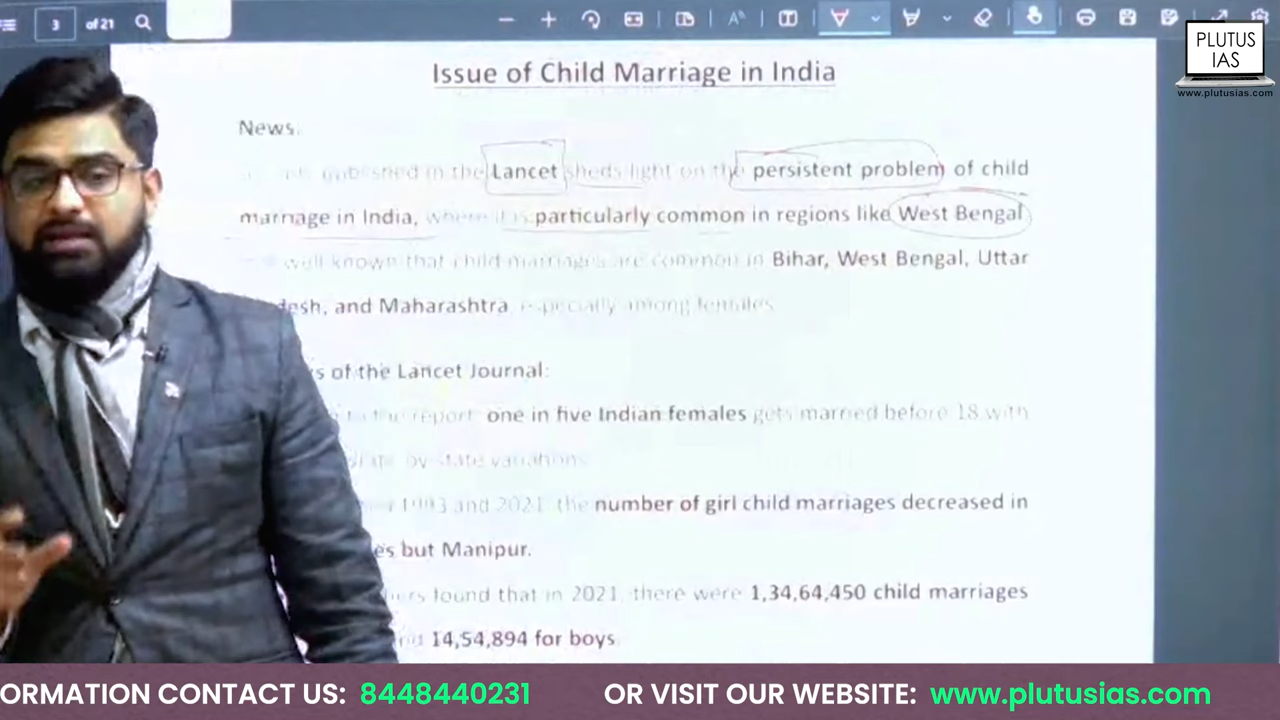 3 of 21
PLUTUS
IAS
www.plutusias.com
Issue of Child Marriage in India
News:
published in the Lancet sheds light on the persistent problem of child
marriage in India, where it is particularly common in regions like West Bengal
well known that child marriages are common in Bihar, West Bengal, Uttar
and Maharashtra, especially among females.
of the Lancet Journal:
to the report, one in five Indian females gets married before 18 with
by-state variations.
1993 and 2021, the number of girl child marriages decreased in
but Manipur.
found that in 2021, there were 1,34,64,450 child marriages
14,54,894 for boys.
ORMATION CONTACT US: 8448440231 OR VISIT OUR WEBSITE: www.plutusias.com